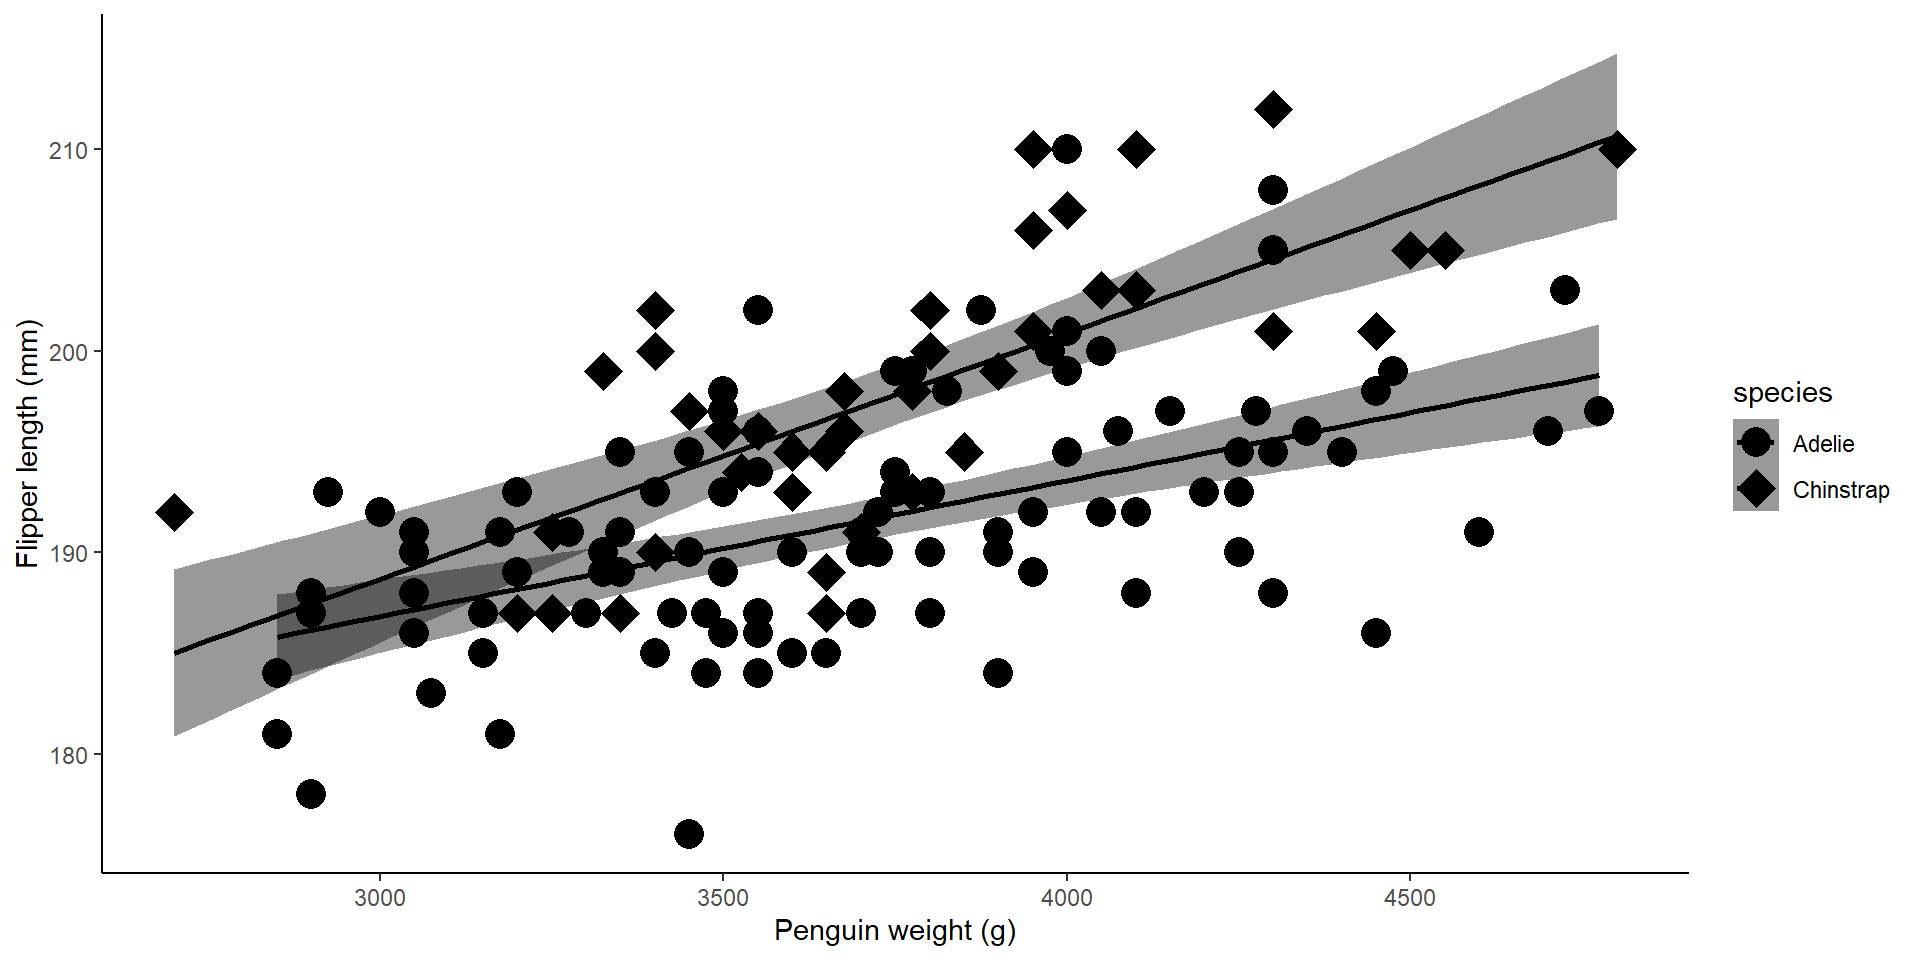 210
200
190
180
Flipper length (mm)
3000 3500 4000 4500
Penguin weight (g)
species
Adelie
Chinstrap